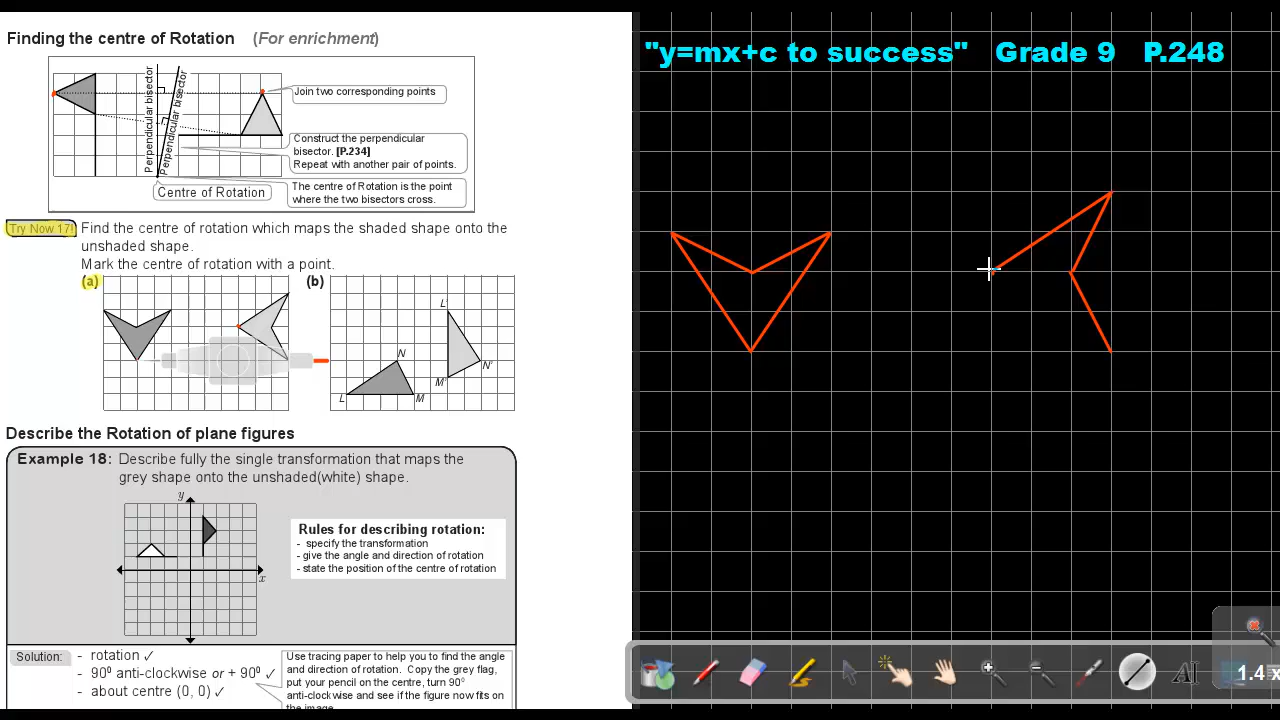 Finding the centre of Rotation (For enrichment)
Perpendicular bisector
Perpendicular bisector
Join two corresponding points
Construct the perpendicular
bisector. [P.234]
Repeat with another pair of points.
Centre of Rotation
The centre of Rotation is the point
where the two bisectors cross.
Try Now 17! Find the centre of rotation which maps the shaded shape onto the
unshaded shape.
Mark the centre of rotation with a point.
(a) (b)
L' N M' N' L M
Describe the Rotation of plane figures
Example 18: Describe fully the single transformation that maps the
grey shape onto the unshaded(white) shape.
y
x
Rules for describing rotation:
- specify the transformation
- give the angle and direction of rotation
- state the position of the centre of rotation
Solution: - rotation ✓
- 90⁰ anti-clockwise or + 90⁰ ✓
- about centre (0, 0) ✓
Use tracing paper to help you to find the angle
and direction of rotation. Copy the grey flag,
put your pencil on the centre, turn 90°
anti-clockwise and see if the figure now fits on
the image.
"y=mx+c to success" Grade 9 P.248
AI
1.4 x